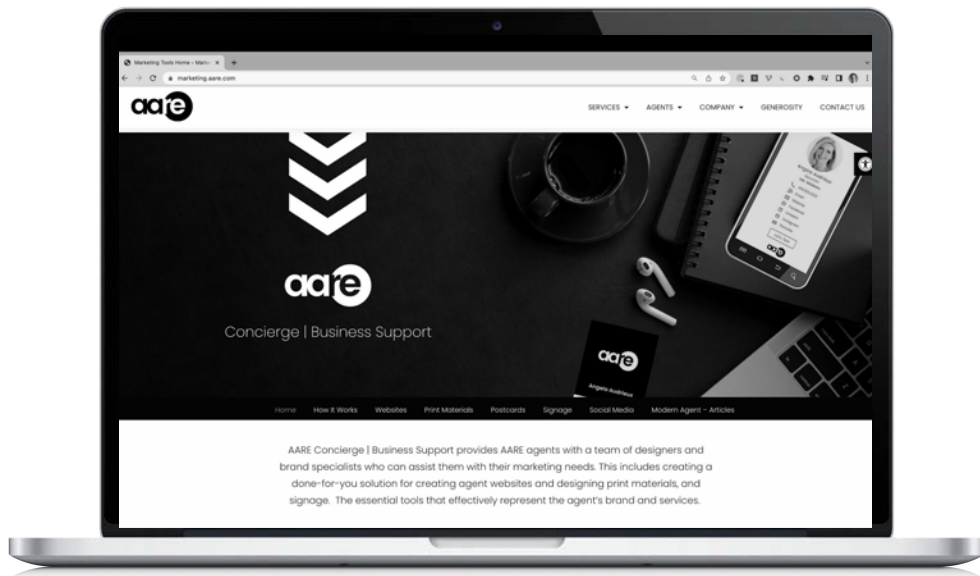 Marketing Tools Home - Mark
marketing.aare.com
aare
SERVICES
AGENTS
COMPANY
GENEROSITY
CONTACT US
aare
Concierge | Business Support
aare
aare
Home
How It Works
Websites
Print Materials
Postcards
Signage
Social Media
Modern Agent – Articles
AARE Concierge | Business Support provides AARE agents with a team of designers and
brand specialists who can assist them with their marketing needs. This includes creating a
done-for-you solution for creating agent websites and designing print materials, and
signage. The essential tools that effectively represent the agent's brand and services.